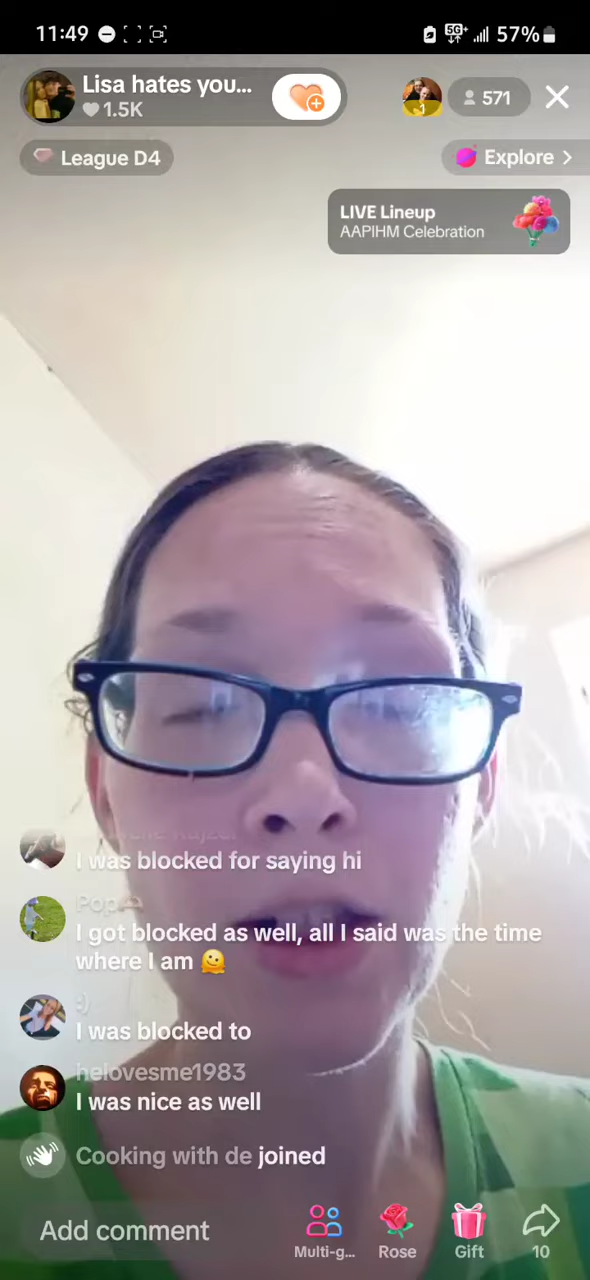 11:49
5G+
57%
Lisa hates you...
1.5K
571
League D4
Explore >
LIVE Lineup
AAPIHM Celebration
I was blocked for saying hi
Pop
I got blocked as well, all I said was the time
where I am 🫠
:)
I was blocked to
helovesme1983
I was nice as well
Cooking with de joined
Add comment
Multi-g...
Rose
Gift
10